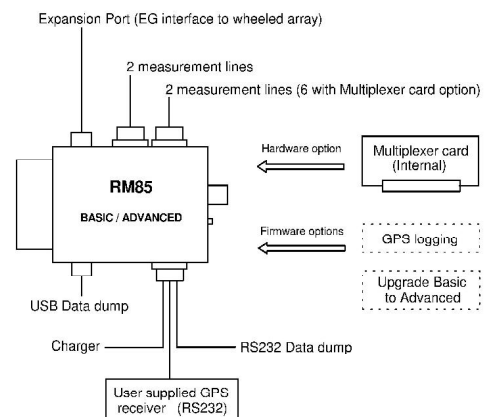 Expansion Port (EG interface to wheeled array)
2 measurement lines
2 measurement lines (6 with Multiplexer card option)
Hardware option
Multiplexer card
(Internal)
RM85
BASIC / ADVANCED
Firmware options
GPS logging
Upgrade Basic
to Advanced
USB Data dump
Charger
RS232 Data dump
User supplied GPS
receiver (RS232)